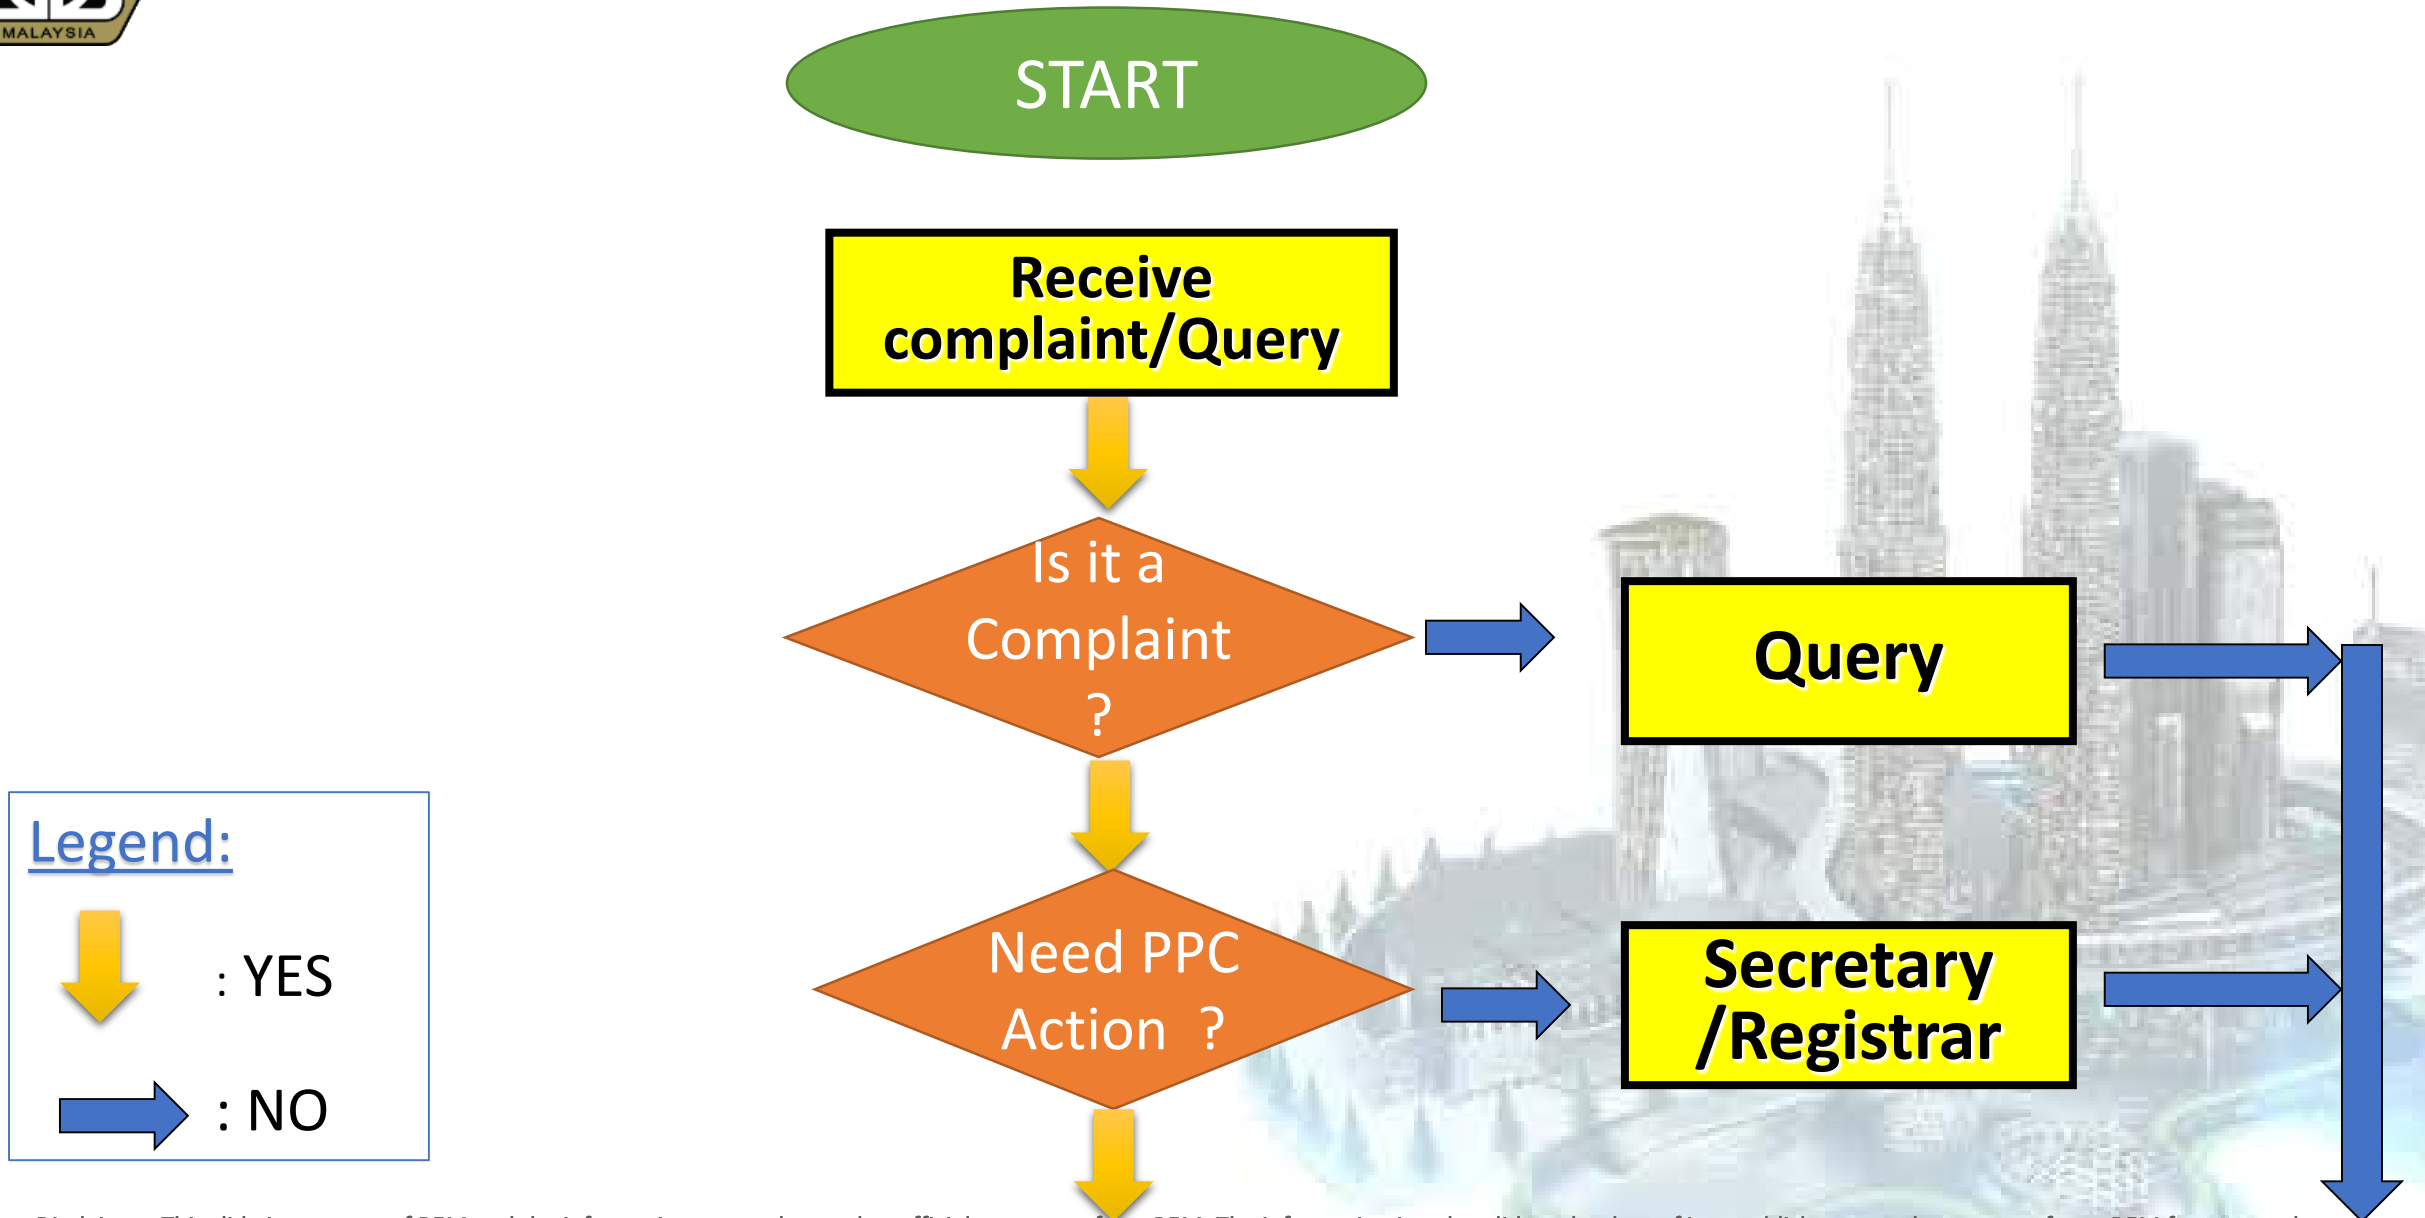 MALAYSIA
START
Receive
complaint/Query
Is it a
Complaint
?
Query
Need PPC
Action ?
Secretary
/Registrar
Legend:
: YES
: NO